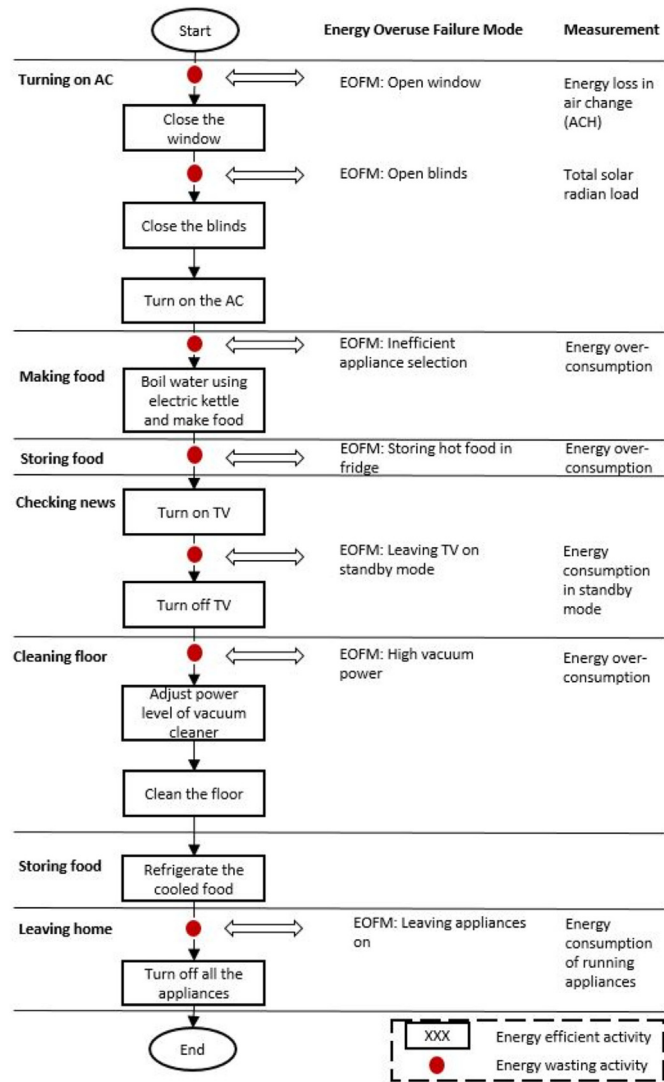 Start
Energy Overuse Failure Mode
Measurement
Turning on AC
EOFM: Open window
Energy loss in
air change
(ACH)
Close the
window
EOFM: Open blinds
Total solar
radian load
Close the blinds
Turn on the AC
EOFM: Inefficient
appliance selection
Energy over-
consumption
Making food
Boil water using
electric kettle
and make food
Storing food
EOFM: Storing hot food in
fridge
Energy over-
consumption
Checking news
Turn on TV
EOFM: Leaving TV on
standby mode
Energy
consumption
in standby
mode
Turn off TV
Cleaning floor
EOFM: High vacuum
power
Energy over-
consumption
Adjust power
level of vacuum
cleaner
Clean the floor
Storing food
Refrigerate the
cooled food
Leaving home
EOFM: Leaving appliances
on
Energy
consumption
of running
appliances
Turn off all the
appliances
End
XXX
Energy efficient activity
Energy wasting activity